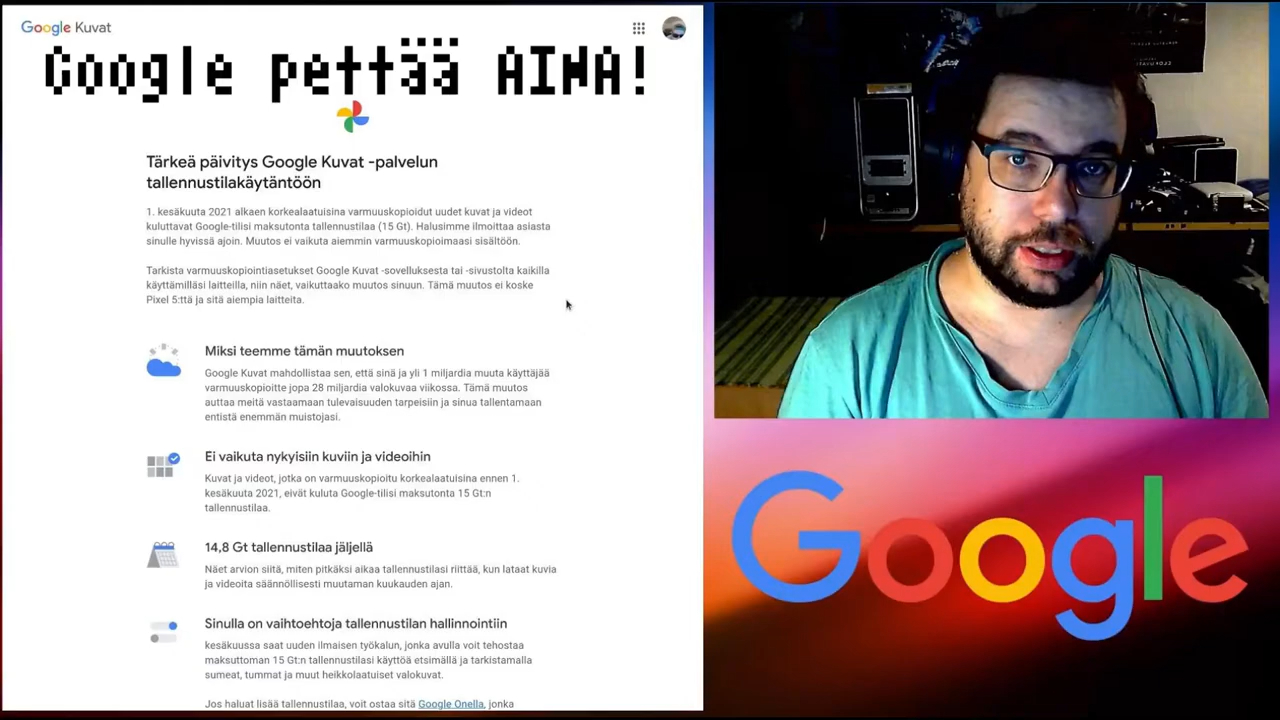 Google Kuvat
Google pettää AINA!
Tärkeä päivitys Google Kuvat -palvelun
tallennustilakäytäntöön
1. kesäkuuta 2021 alkaen korkealaatuisina varmuuskopioidut uudet kuvat ja videot
kuluttavat Google-tilisi maksutonta tallennustilaa (15 Gt). Halusimme ilmoittaa asiasta
sinulle hyvissä ajoin. Muutos ei vaikuta aiemmin varmuuskopioimaasi sisältöön.
Tarkista varmuuskopiointiasetukset Google Kuvat -sovelluksesta tai -sivustolta kaikilla
käyttämilläsi laitteilla, niin näet, vaikuttaako muutos sinuun. Tämä muutos ei koske
Pixel 5:ttä ja sitä aiempia laitteita.
Miksi teemme tämän muutoksen
Google Kuvat mahdollistaa sen, että sinä ja yli 1 miljardia muuta käyttäjää
varmuuskopioitte jopa 28 miljardia valokuvaa viikossa. Tämä muutos
auttaa meitä vastaamaan tulevaisuuden tarpeisiin ja sinua tallentamaan
entistä enemmän muistojasi.
Ei vaikuta nykyisiin kuviin ja videoihin
Kuvat ja videot, jotka on varmuuskopioitu korkealaatuisina ennen 1.
kesäkuuta 2021, eivät kuluta Google-tilisi maksutonta 15 Gt:n
tallennustilaa.
14,8 Gt tallennustilaa jäljellä
Näet arvion siitä, miten pitkäksi aikaa tallennustilasi riittää, kun lataat kuvia
ja videoita säännöllisesti muutaman kuukauden ajan.
Sinulla on vaihtoehtoja tallennustilan hallinnointiin
kesäkuussa saat uuden ilmaisen työkalun, jonka avulla voit tehostaa
maksuttoman 15 Gt:n tallennustilasi käyttöä etsimällä ja tarkistamalla
sumeat, tummat ja muut heikkolaatuiset valokuvat.
Jos haluat lisää tallennustilaa, voit ostaa sitä Google Onella, jonka
Google